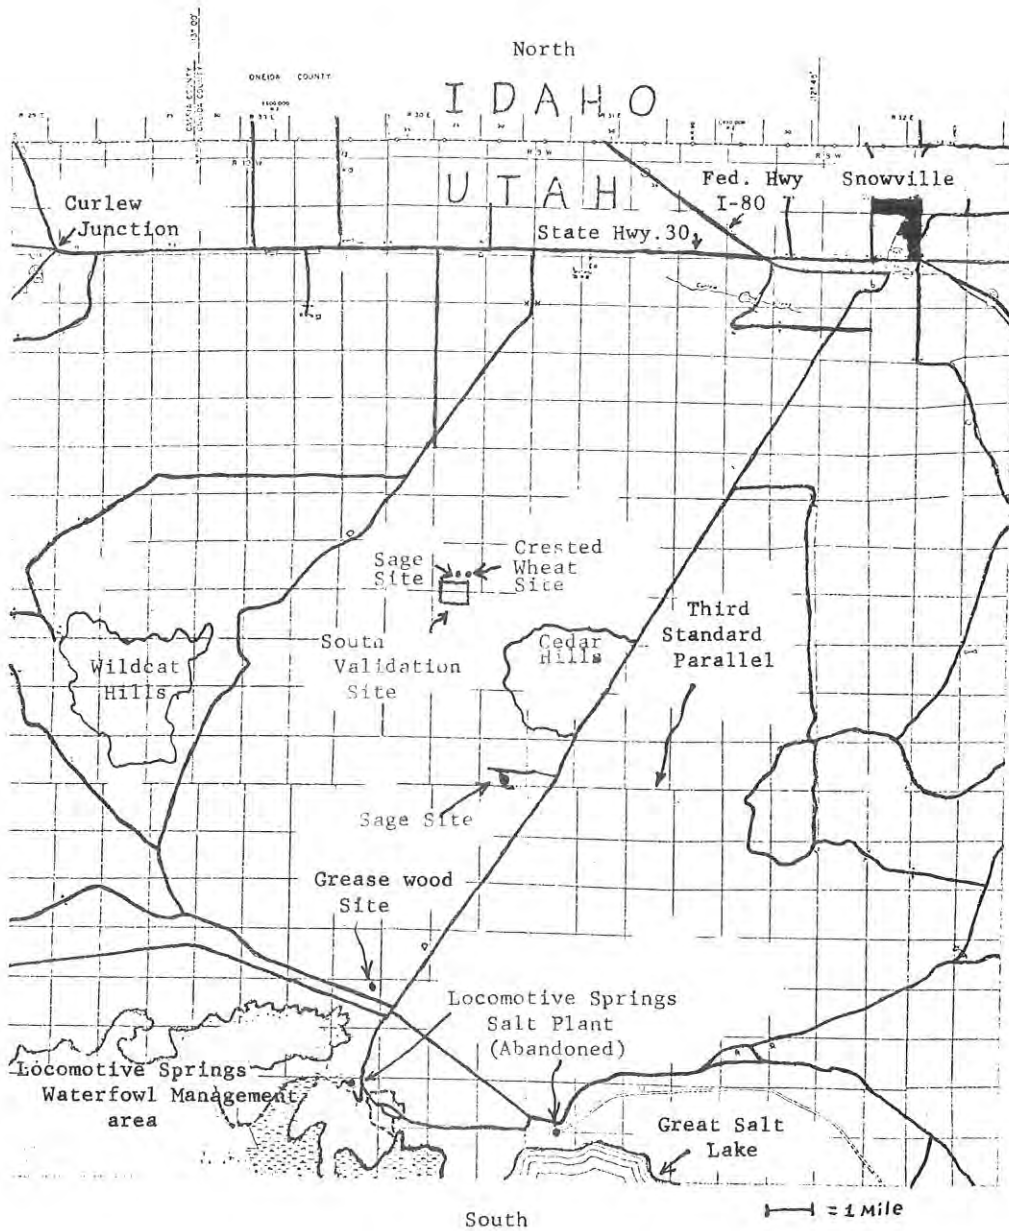 North
ONEIDA COUNTY
IDAHO
UTAH
Curlew
Junction
Fed. Hwy
I-80
Snowville
State Hwy.30
Sage
Site
Crested
Wheat
Site
South
Validation
Site
Wildcat
Hills
Cedar
Hills
Third
Standard
Parallel
Sage Site
Grease wood
Site
Locomotive Springs
Salt Plant
(Abandoned)
Locomotive Springs
Waterfowl Management
area
Great Salt
Lake
= 1 Mile
South